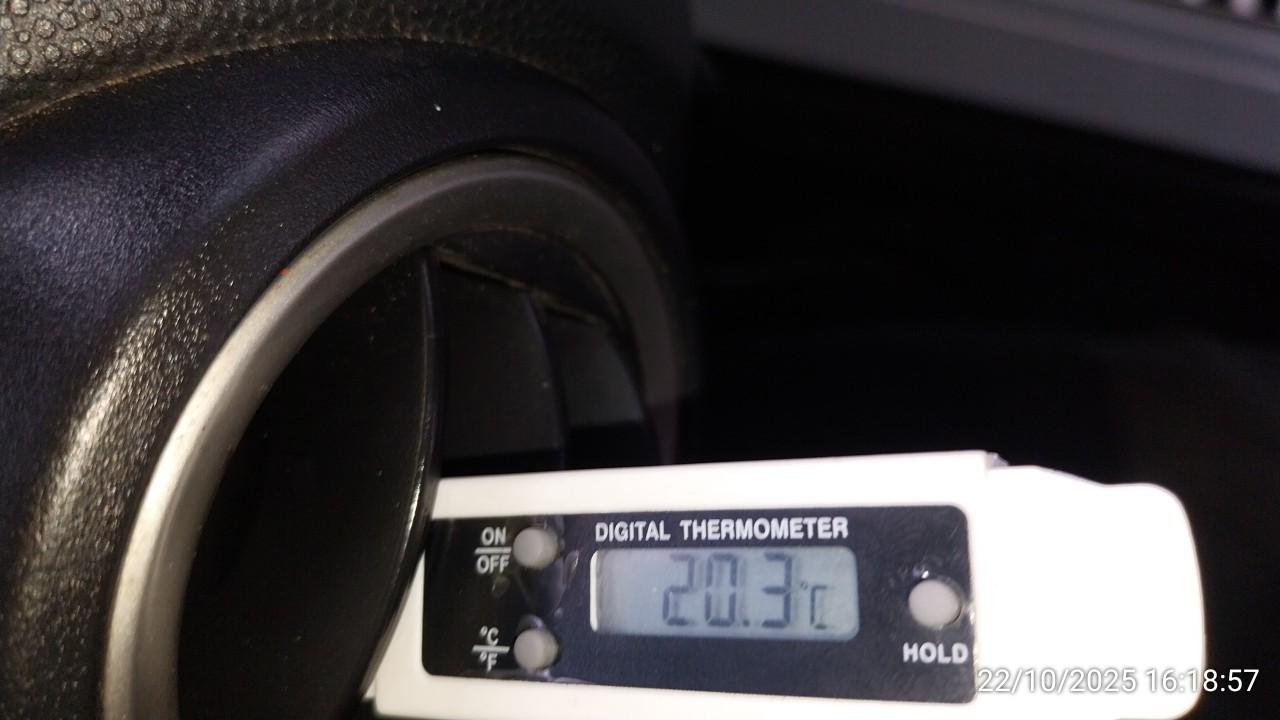 ON
OFF
DIGITAL THERMOMETER
20.3°C
°C
°F
HOLD
22/10/2025 16:18:57